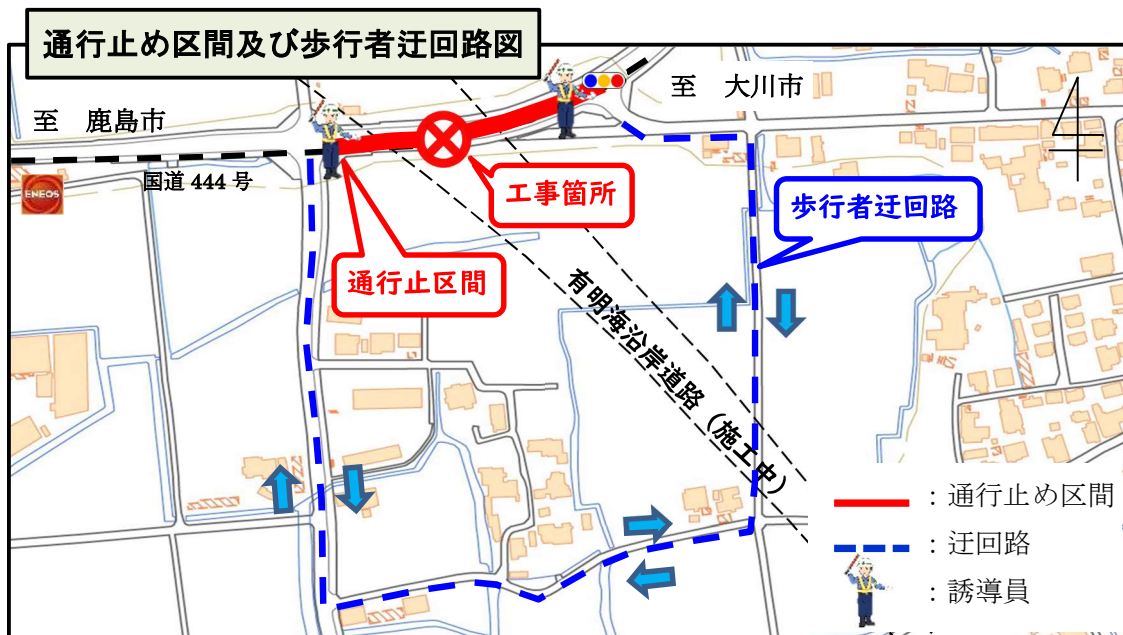 通行止め区間及び歩行者迂回路図
至 大川市
至 鹿島市
国道 444 号
ENEOS
工事箇所
歩行者迂回路
通行止区間
有明海沿岸道路（施工中）
：通行止め区間
：迂回路
：誘導員